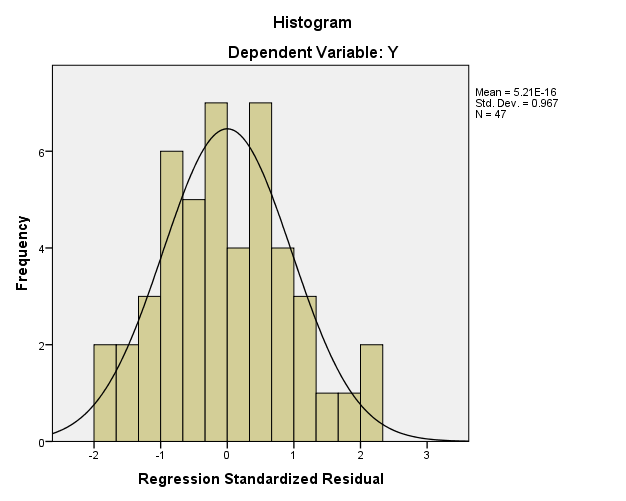 Histogram
Dependent Variable: Y
Mean = 5.21E-16
Std. Dev. = 0.967
N = 47
Frequency
6
4
2
0
-2 -1 0 1 2 3
Regression Standardized Residual